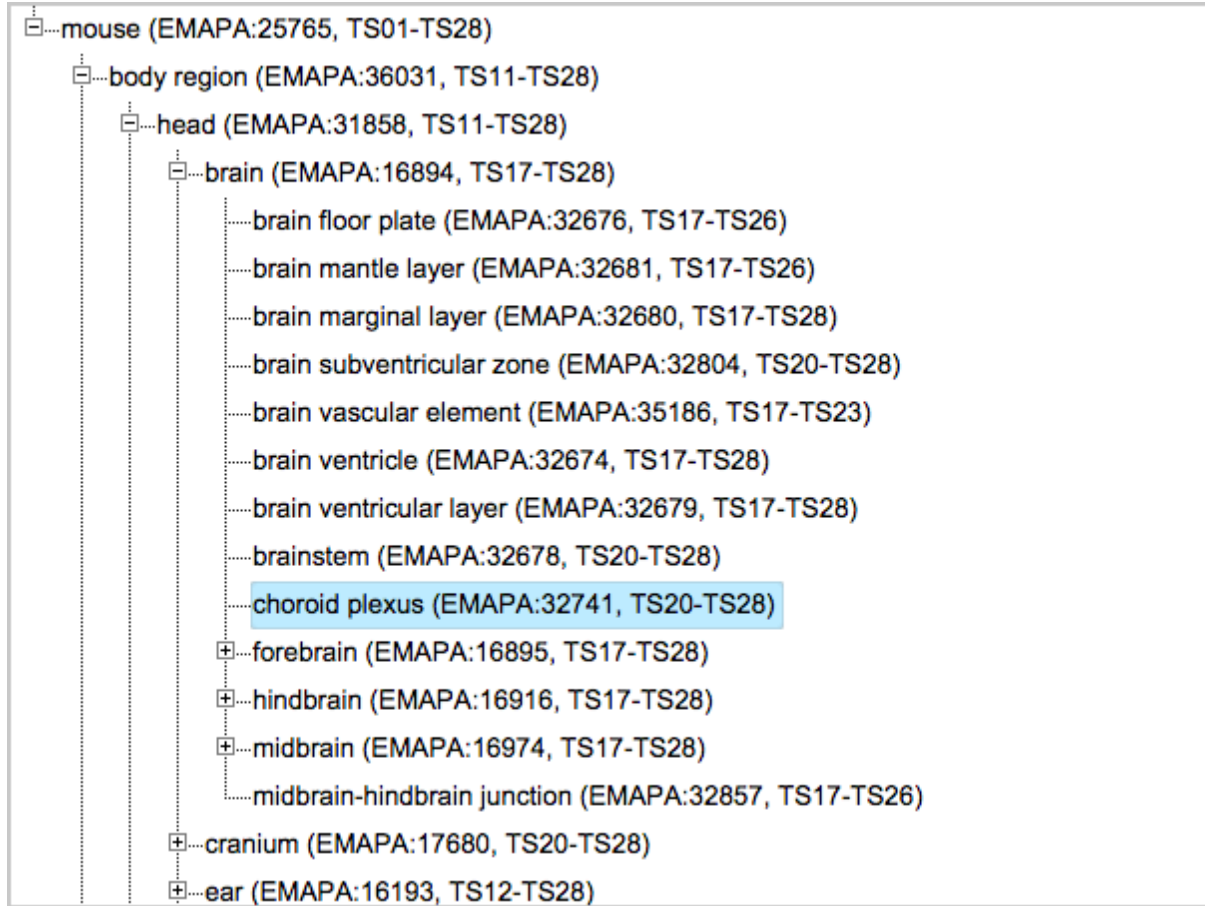 mouse (EMAPA:25765, TS01-TS28)
body region (EMAPA:36031, TS11-TS28)
head (EMAPA:31858, TS11-TS28)
brain (EMAPA:16894, TS17-TS28)
brain floor plate (EMAPA:32676, TS17-TS26)
brain mantle layer (EMAPA:32681, TS17-TS26)
brain marginal layer (EMAPA:32680, TS17-TS28)
brain subventricular zone (EMAPA:32804, TS20-TS28)
brain vascular element (EMAPA:35186, TS17-TS23)
brain ventricle (EMAPA:32674, TS17-TS28)
brain ventricular layer (EMAPA:32679, TS17-TS28)
brainstem (EMAPA:32678, TS20-TS28)
choroid plexus (EMAPA:32741, TS20-TS28)
forebrain (EMAPA:16895, TS17-TS28)
hindbrain (EMAPA:16916, TS17-TS28)
midbrain (EMAPA:16974, TS17-TS28)
midbrain-hindbrain junction (EMAPA:32857, TS17-TS26)
cranium (EMAPA:17680, TS20-TS28)
ear (EMAPA:16193, TS12-TS28)